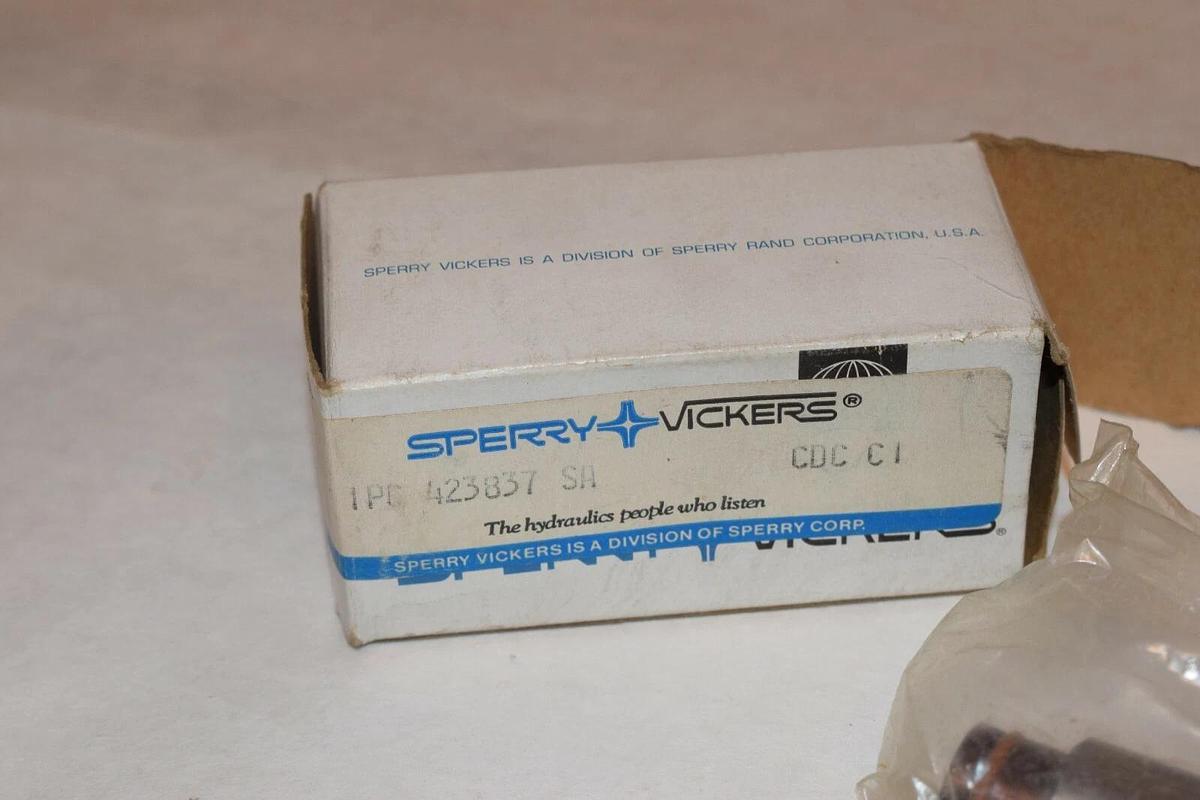 SPERRY VICKERS IS A DIVISION OF SPERRY RAND CORPORATION, U.S.A.
SPERRY VICKERS®
CDC C1
1PC 423837 SA
The hydraulics people who listen
SPERRY VICKERS IS A DIVISION OF SPERRY CORP.